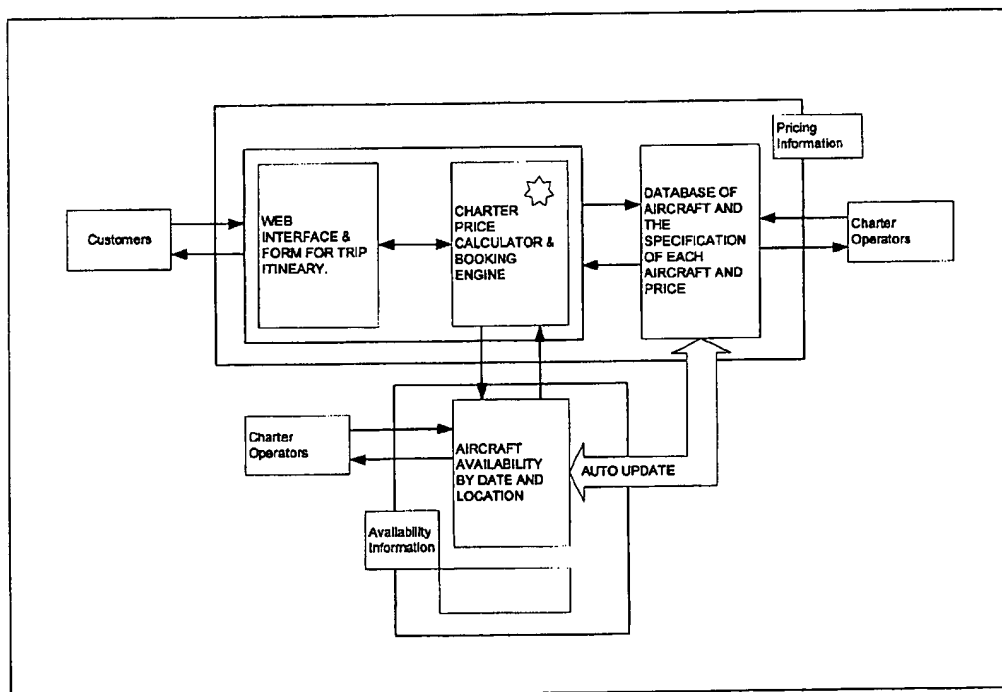 Pricing
Information
WEB
INTERFACE &
FORM FOR TRIP
ITINEARY.
CHARTER
PRICE
CALCULATOR &
BOOKING
ENGINE
DATABASE OF
AIRCRAFT AND
THE
SPECIFICATION
OF EACH
AIRCRAFT AND
PRICE
Customers
Charter
Operators
Charter
Operators
AIRCRAFT
AVAILABILITY
BY DATE AND
LOCATION
AUTO UPDATE
Availability
Information